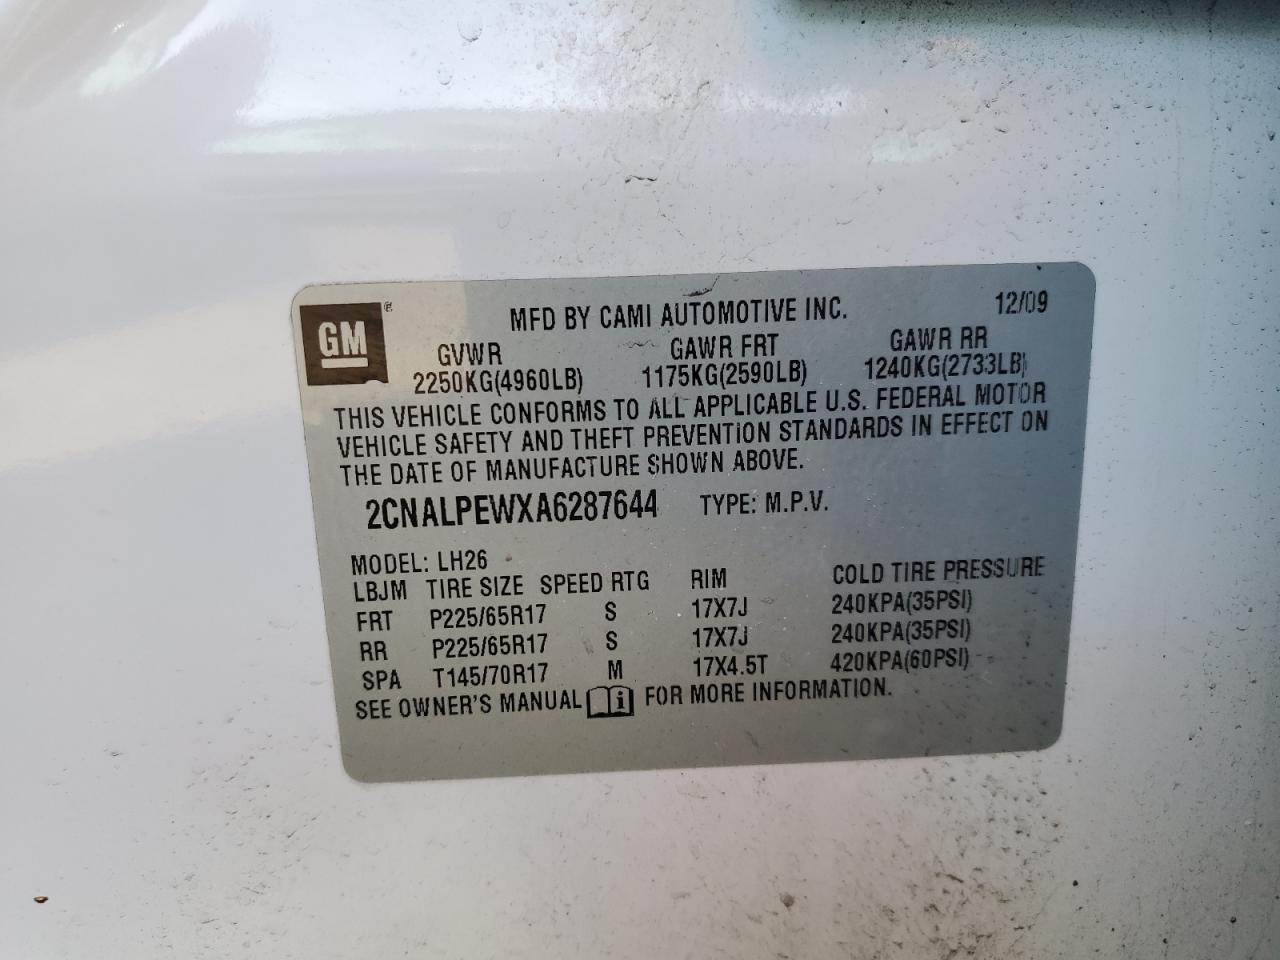 GM ®
MFD BY CAMI AUTOMOTIVE INC. 12/09
GVWR GAWR FRT GAWR RR
2250KG(4960LB) 1175KG(2590LB) 1240KG(2733LB)
THIS VEHICLE CONFORMS TO ALL APPLICABLE U.S. FEDERAL MOTOR
VEHICLE SAFETY AND THEFT PREVENTION STANDARDS IN EFFECT ON
THE DATE OF MANUFACTURE SHOWN ABOVE.
2CNALPEWXA6287644 TYPE: M.P.V.
MODEL: LH26
LBJM TIRE SIZE SPEED RTG RIM COLD TIRE PRESSURE
FRT P225/65R17 S 17X7J 240KPA(35PSI)
RR P225/65R17 S 17X7J 240KPA(35PSI)
SPA T145/70R17 M 17X4.5T 420KPA(60PSI)
SEE OWNER'S MANUAL i FOR MORE INFORMATION.